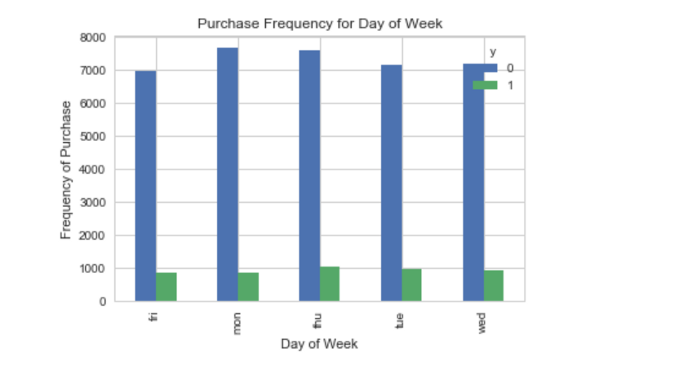 Purchase Frequency for Day of Week
8000
7000
6000
5000
4000
3000
2000
1000
0
Frequency of Purchase
y
0
1
fri
mon
thu
tue
wed
Day of Week